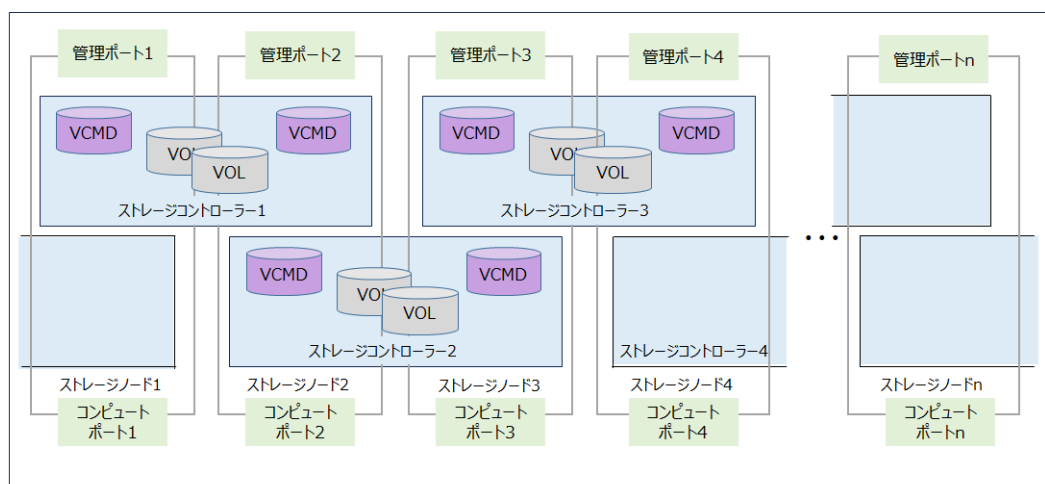 管理ポート1
管理ポート2
管理ポート3
管理ポート4
管理ポートn
VCMD
VOL
VOL
VCMD
ストレージコントローラー1
VCMD
VOL
VOL
VCMD
ストレージコントローラー3
・・・
VCMD
VOL
VOL
VCMD
ストレージコントローラー2
ストレージコントローラー4
ストレージノード1
ストレージノード2
ストレージノード3
ストレージノード4
ストレージノードn
コンピュート
ポート1
コンピュート
ポート2
コンピュート
ポート3
コンピュート
ポート4
コンピュート
ポートn